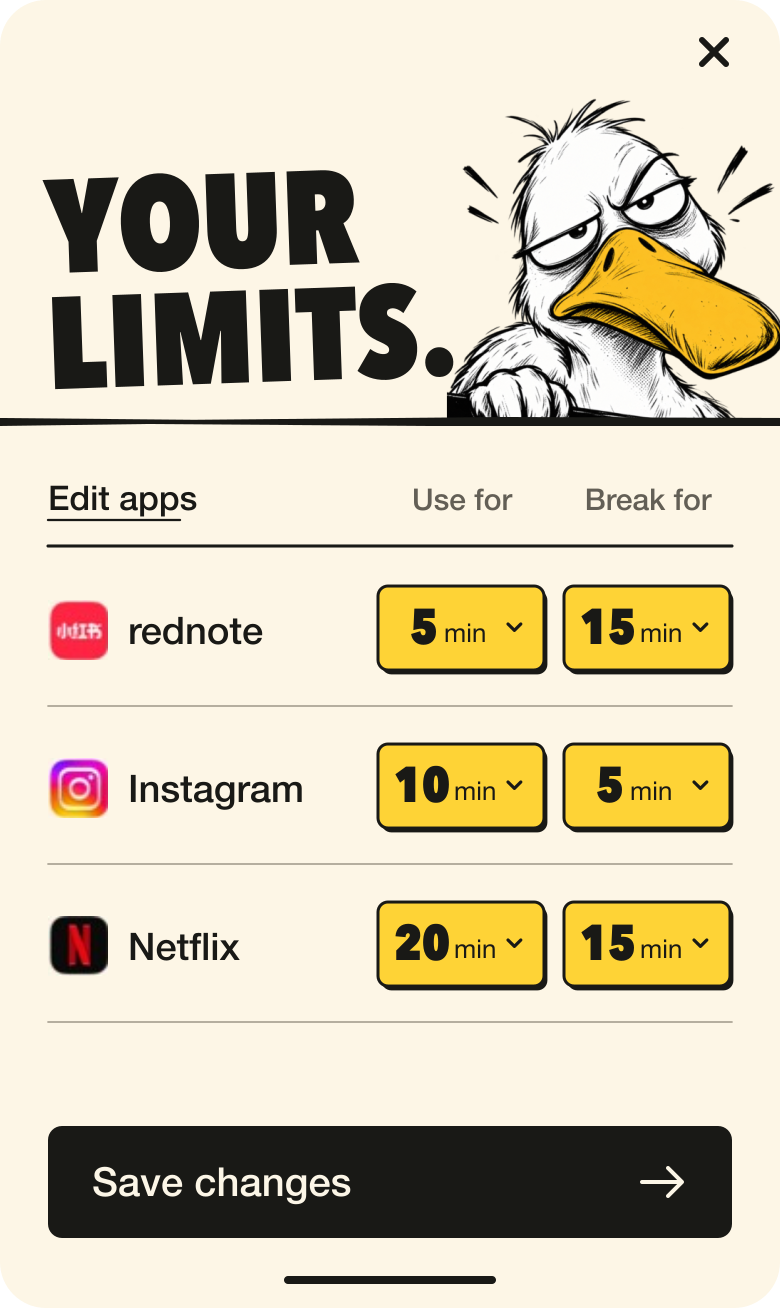 YOUR
LIMITS.
Edit apps Use for Break for
小红书 rednote 5 min 15 min
Instagram 10 min 5 min
N Netflix 20 min 15 min
Save changes